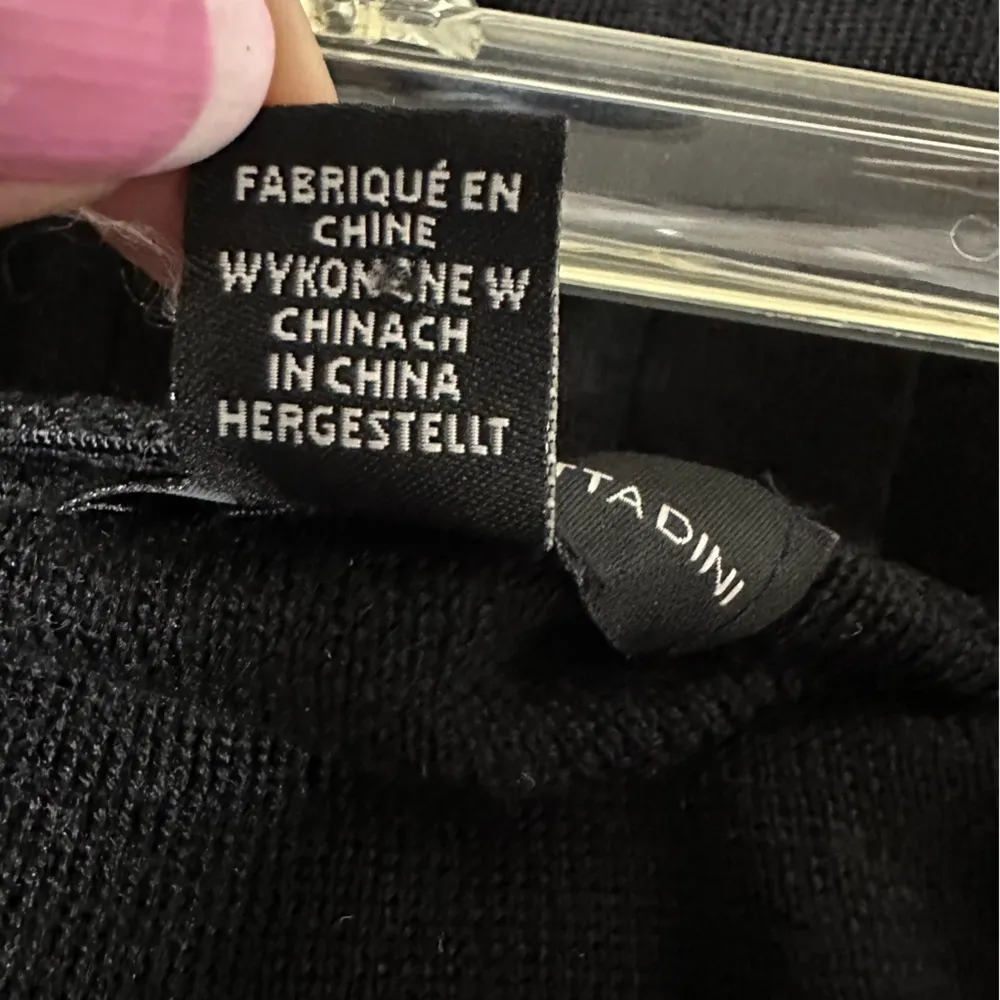 FABRIQUÉ EN
CHINE
W
CHINACH
IN CHINA
HERGESTELLT
TTADINI